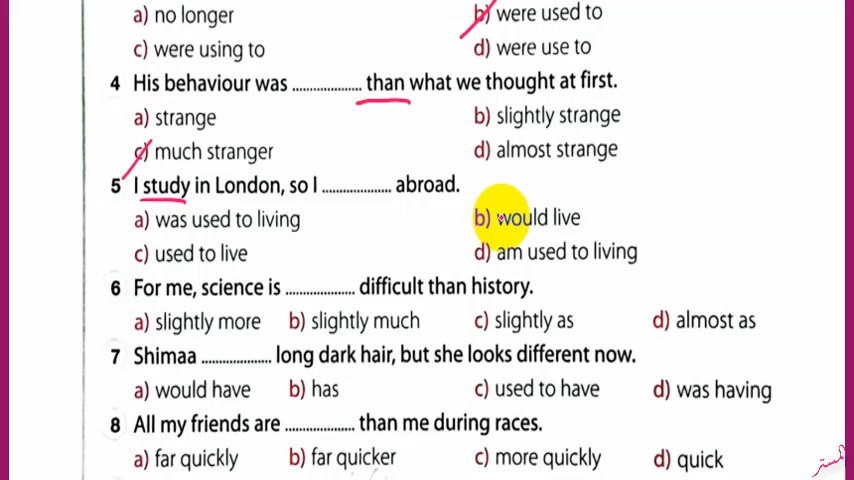 a) no longer b) were used to
c) were using to d) were use to
4 His behaviour was .................... than what we thought at first.
a) strange b) slightly strange
c) much stranger d) almost strange
5 I study in London, so I .................... abroad.
a) was used to living b) would live
c) used to live d) am used to living
6 For me, science is .................... difficult than history.
a) slightly more b) slightly much c) slightly as d) almost as
7 Shimaa .................... long dark hair, but she looks different now.
a) would have b) has c) used to have d) was having
8 All my friends are .................... than me during races.
a) far quickly b) far quicker c) more quickly d) quick